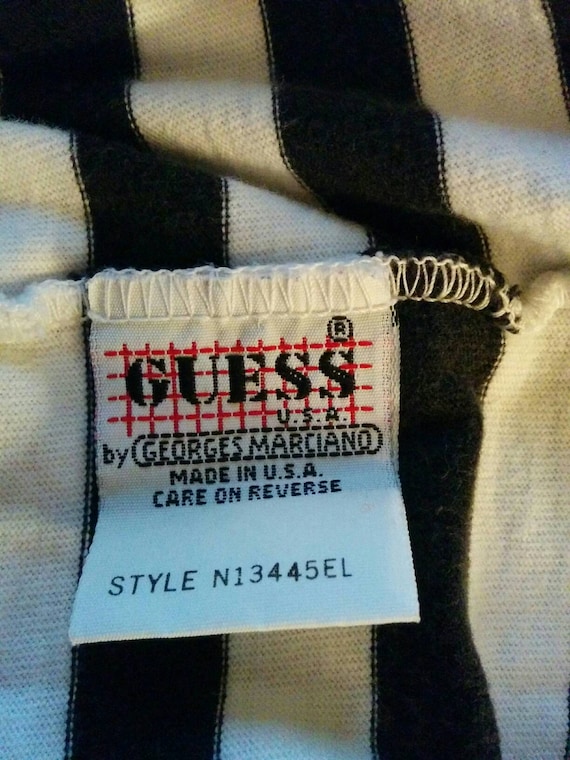 ®
GUESS
U.S.A.
by GEORGES MARCIANO
MADE IN U.S.A.
CARE ON REVERSE
STYLE N13445EL